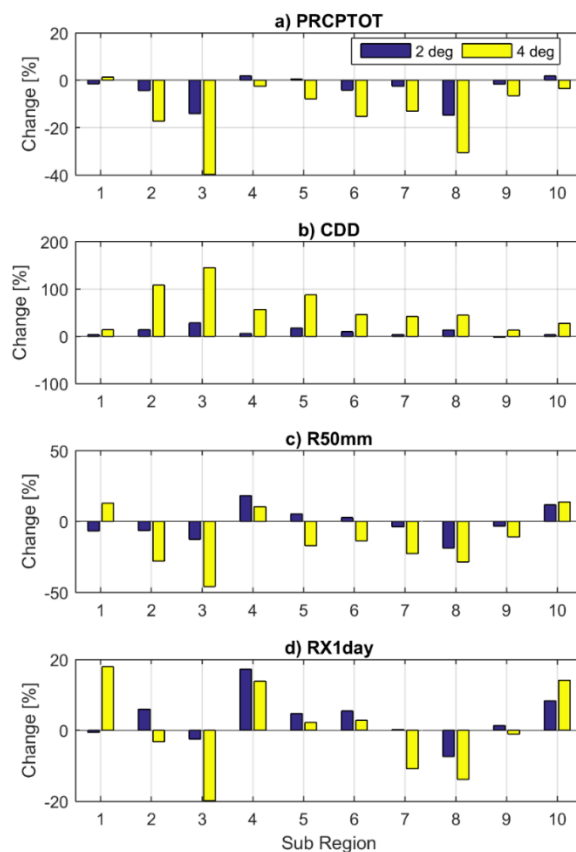 a) PRCPTOT
2 deg 4 deg
Change [%]
20
0
-20
-40
1 2 3 4 5 6 7 8 9 10
b) CDD
Change [%]
200
100
0
-100
1 2 3 4 5 6 7 8 9 10
c) R50mm
Change [%]
50
0
-50
1 2 3 4 5 6 7 8 9 10
d) RX1day
Change [%]
20
0
-20
1 2 3 4 5 6 7 8 9 10
Sub Region